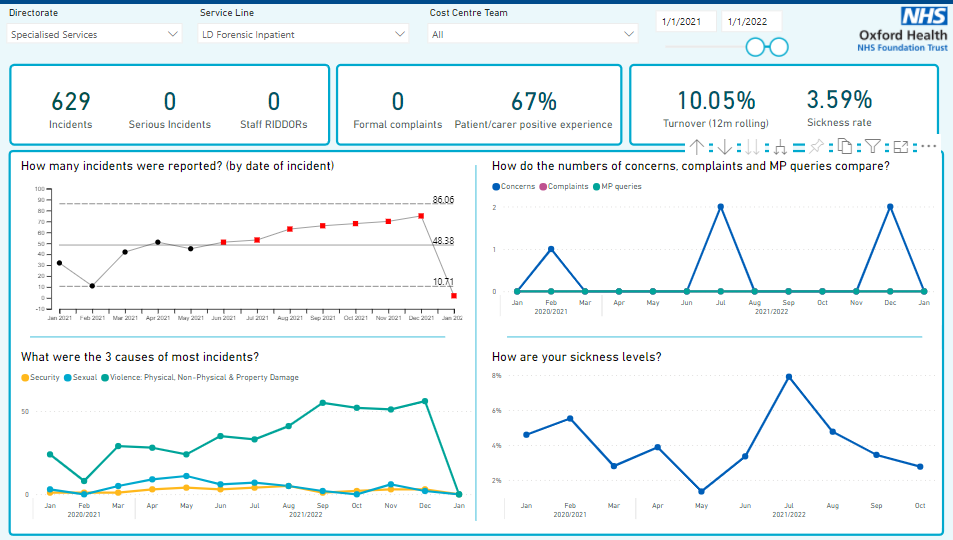 Directorate
Service Line
Cost Centre Team
Specialised Services
LD Forensic Inpatient
All
1/1/2021
1/1/2022
NHS
Oxford Health
NHS Foundation Trust
629
Incidents
0
Serious Incidents
0
Staff RIDDORs
0
Formal complaints
67%
Patient/carer positive experience
10.05%
Turnover (12m rolling)
3.59%
Sickness rate
How many incidents were reported? (by date of incident)
100
90
80
70
60
50
40
30
20
10
0
-10
86.06
48.38
10.71
Jan 2021 Feb 2021 Mar 2021 Apr 2021 May 2021 Jun 2021 Jul 2021 Aug 2021 Sep 2021 Oct 2021 Nov 2021 Dec 2021 Jan 202
How do the numbers of concerns, complaints and MP queries compare?
Concerns Complaints MP queries
2
1
0
Jan Feb Mar Apr May Jun Jul Aug Sep Oct Nov Dec Jan
2020/2021 2021/2022
What were the 3 causes of most incidents?
Security Sexual Violence: Physical, Non-Physical & Property Damage
50
0
Jan Feb Mar Apr May Jun Jul Aug Sep Oct Nov Dec Jan
2020/2021 2021/2022
How are your sickness levels?
8%
6%
4%
2%
Jan Feb Mar Apr May Jun Jul Aug Sep Oct
2020/2021 2021/2022